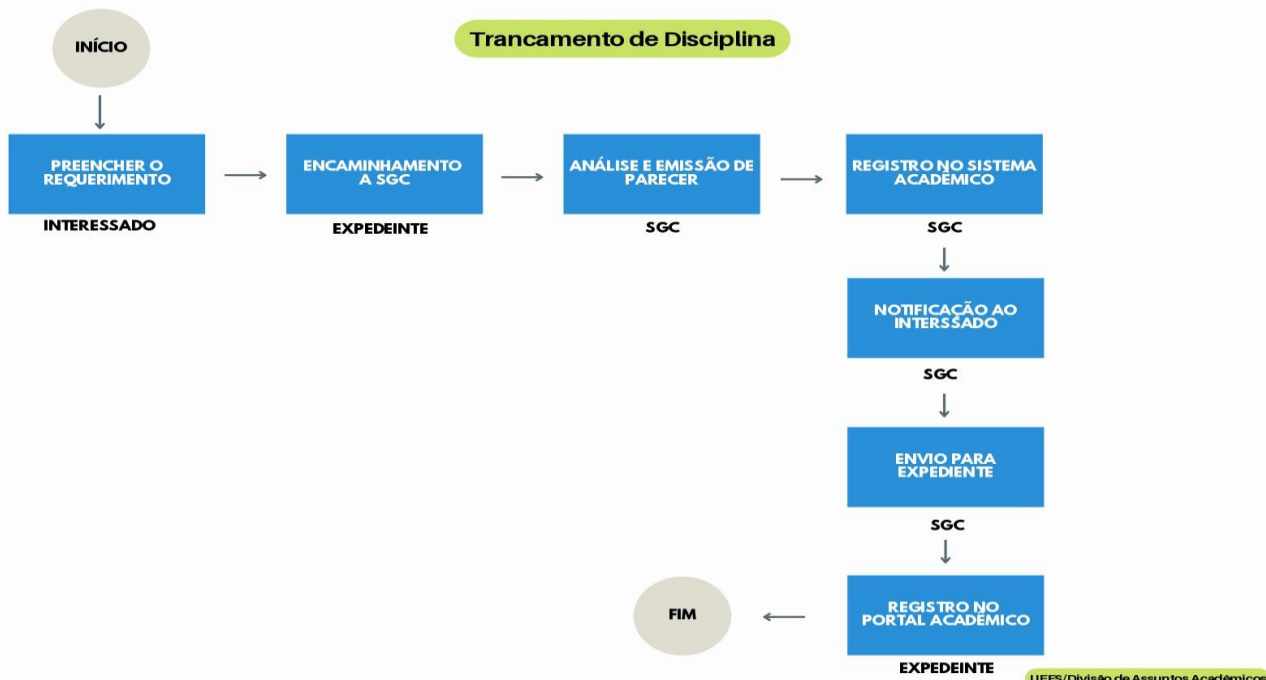 INÍCIO
Trancamento de Disciplina
PREENCHER O
REQUERIMENTO
INTERESSADO
ENCAMINHAMENTO
A SGC
EXPEDEINTE
ANÁLISE E EMISSÃO DE
PARECER
SGC
REGISTRO NO SISTEMA
ACADÊMICO
SGC
NOTIFICAÇÃO AO
INTERSSADO
SGC
ENVIO PARA
EXPEDIENTE
SGC
REGISTRO NO
PORTAL ACADÊMICO
EXPEDEINTE
FIM
UEFS/Divisão de Assuntos Acadêmicos